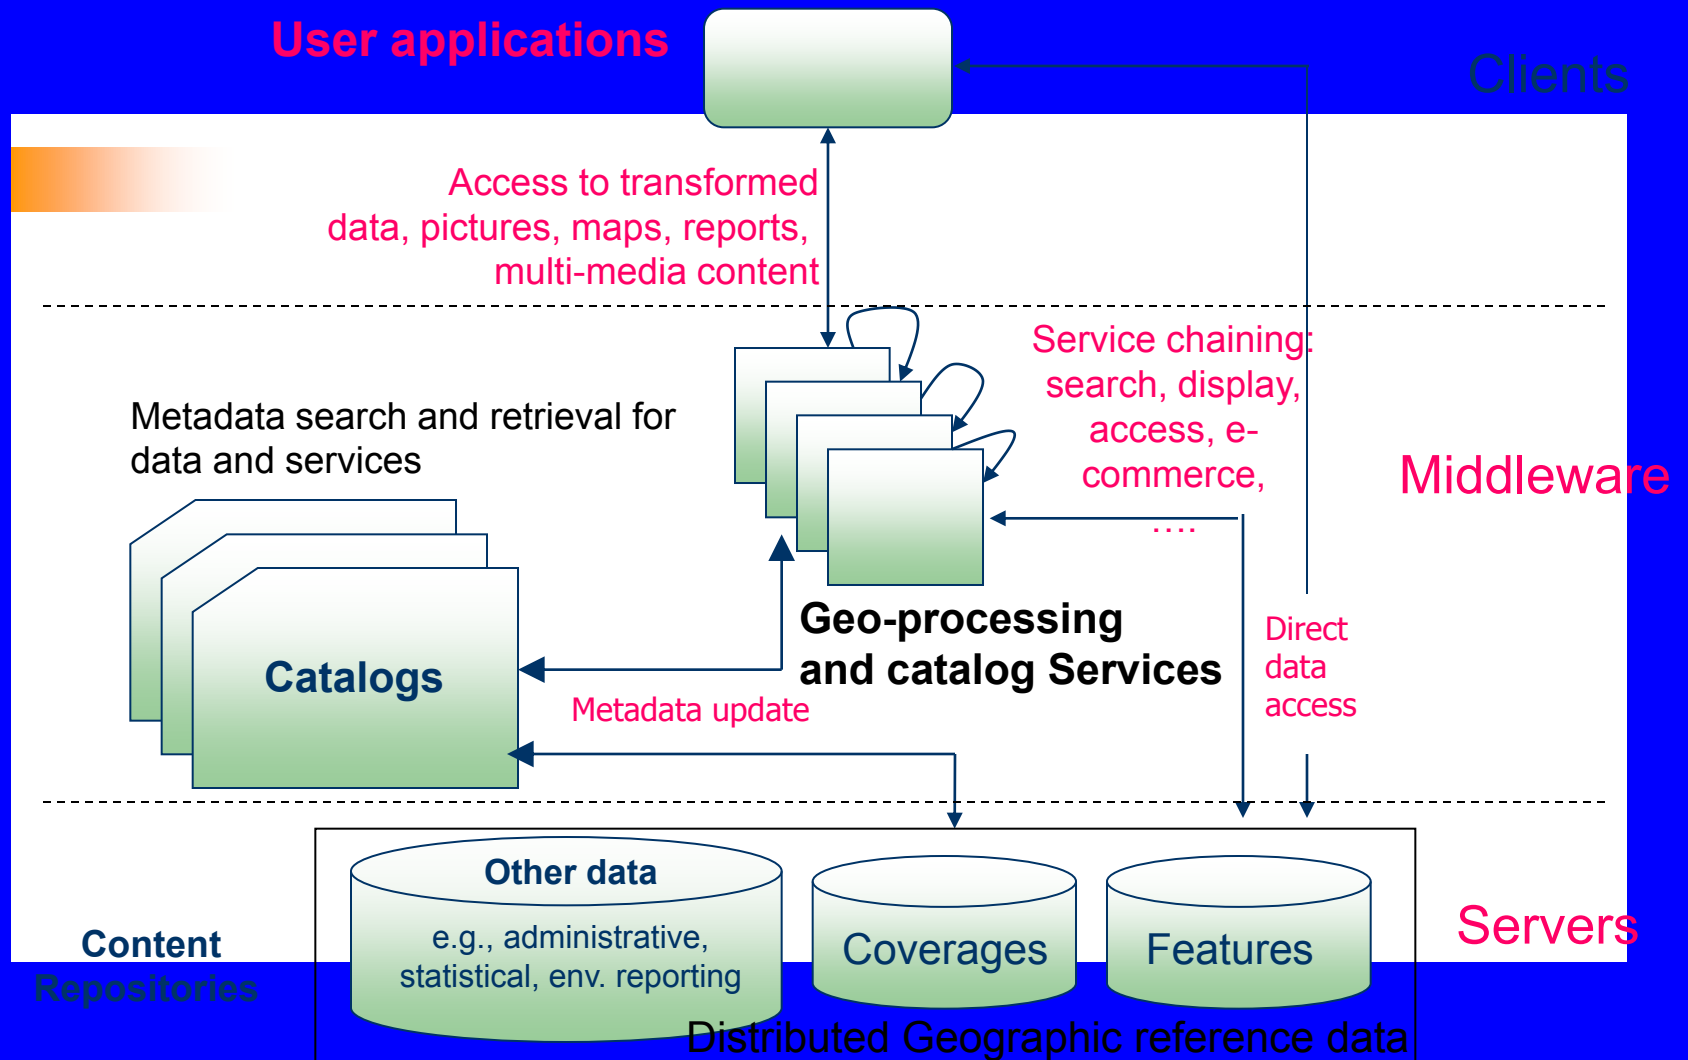 User applications
Clients
Access to transformed
data, pictures, maps, reports,
multi-media content
Service chaining:
search, display,
access, e-
commerce,
….
Metadata search and retrieval for
data and services
Middleware
Catalogs
Geo-processing
and catalog Services
Direct
data
access
Metadata update
Other data
e.g., administrative,
statistical, env. reporting
Coverages
Features
Servers
Content
Repositories
Distributed Geographic reference data